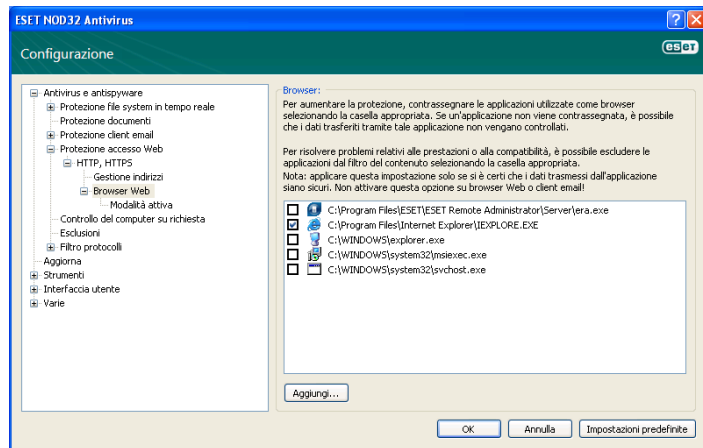 ESET NOD32 Antivirus
Configurazione
eset
Antivirus e antispyware
Protezione file system in tempo reale
Protezione documenti
Protezione client email
Protezione accesso Web
HTTP, HTTPS
Gestione indirizzi
Browser Web
Modalità attiva
Controllo del computer su richiesta
Esclusioni
Filtro protocolli
Aggiorna
Strumenti
Interfaccia utente
Varie
Browser:
Per aumentare la protezione, contrassegnare le applicazioni utilizzate come browser
selezionando la casella appropriata. Se un'applicazione non viene contrassegnata, è possibile
che i dati trasferiti tramite tale applicazione non vengano controllati.
Per risolvere problemi relativi alle prestazioni o alla compatibilità, è possibile escludere le
applicazioni dal filtro del contenuto selezionando la casella appropriata.
Nota: applicare questa impostazione solo se si è certi che i dati trasmessi dall'applicazione
siano sicuri. Non attivare questa opzione su browser Web o client email!
C:\Program Files\ESET\ESET Remote Administrator\Server\era.exe
C:\Program Files\Internet Explorer\IEXPLORE.EXE
C:\WINDOWS\explorer.exe
C:\WINDOWS\system32\msiexec.exe
C:\WINDOWS\system32\svchost.exe
Aggiungi...
OK
Annulla
Impostazioni predefinite